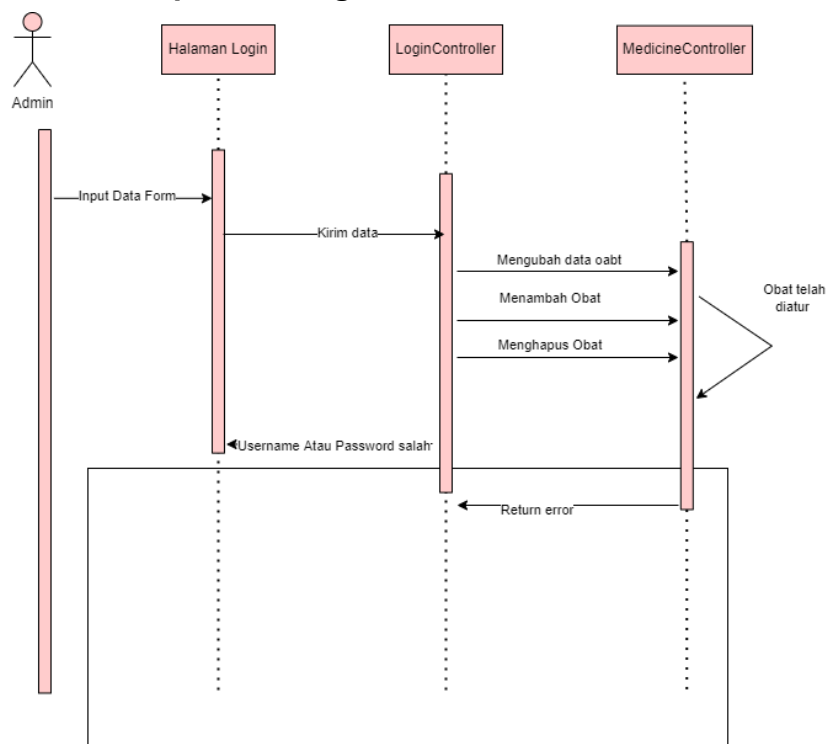 Halaman Login
LoginController
MedicineController
Admin
Input Data Form
Kirim data
Mengubah data oabt
Obat telah
diatur
Menambah Obat
Menghapus Obat
Username Atau Password salah
Return error